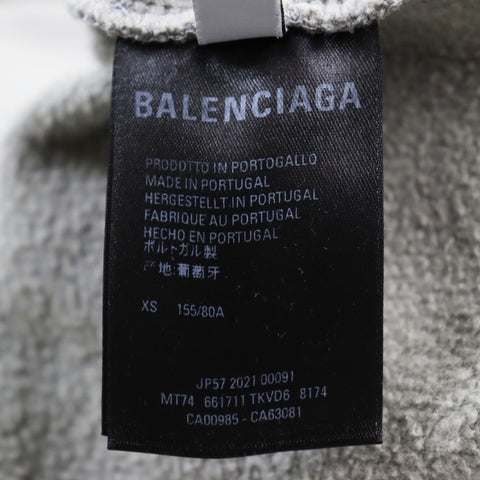 BALENCIAGA
PRODOTTO IN PORTOGALLO
MADE IN PORTUGAL
HERGESTELLT IN PORTUGAL
FABRIQUE AU PORTUGAL
HECHO EN PORTUGAL
ポルトガル製
产地:葡萄牙
XS 155/80A
JP57 2021 00091
MT74 661711 TKVD6 8174
CA00985 - CA63081